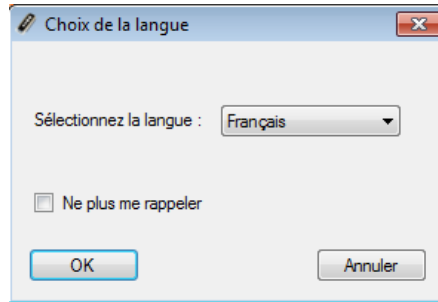 Choix de la langue
Sélectionnez la langue : Français
Ne plus me rappeler
OK Annuler